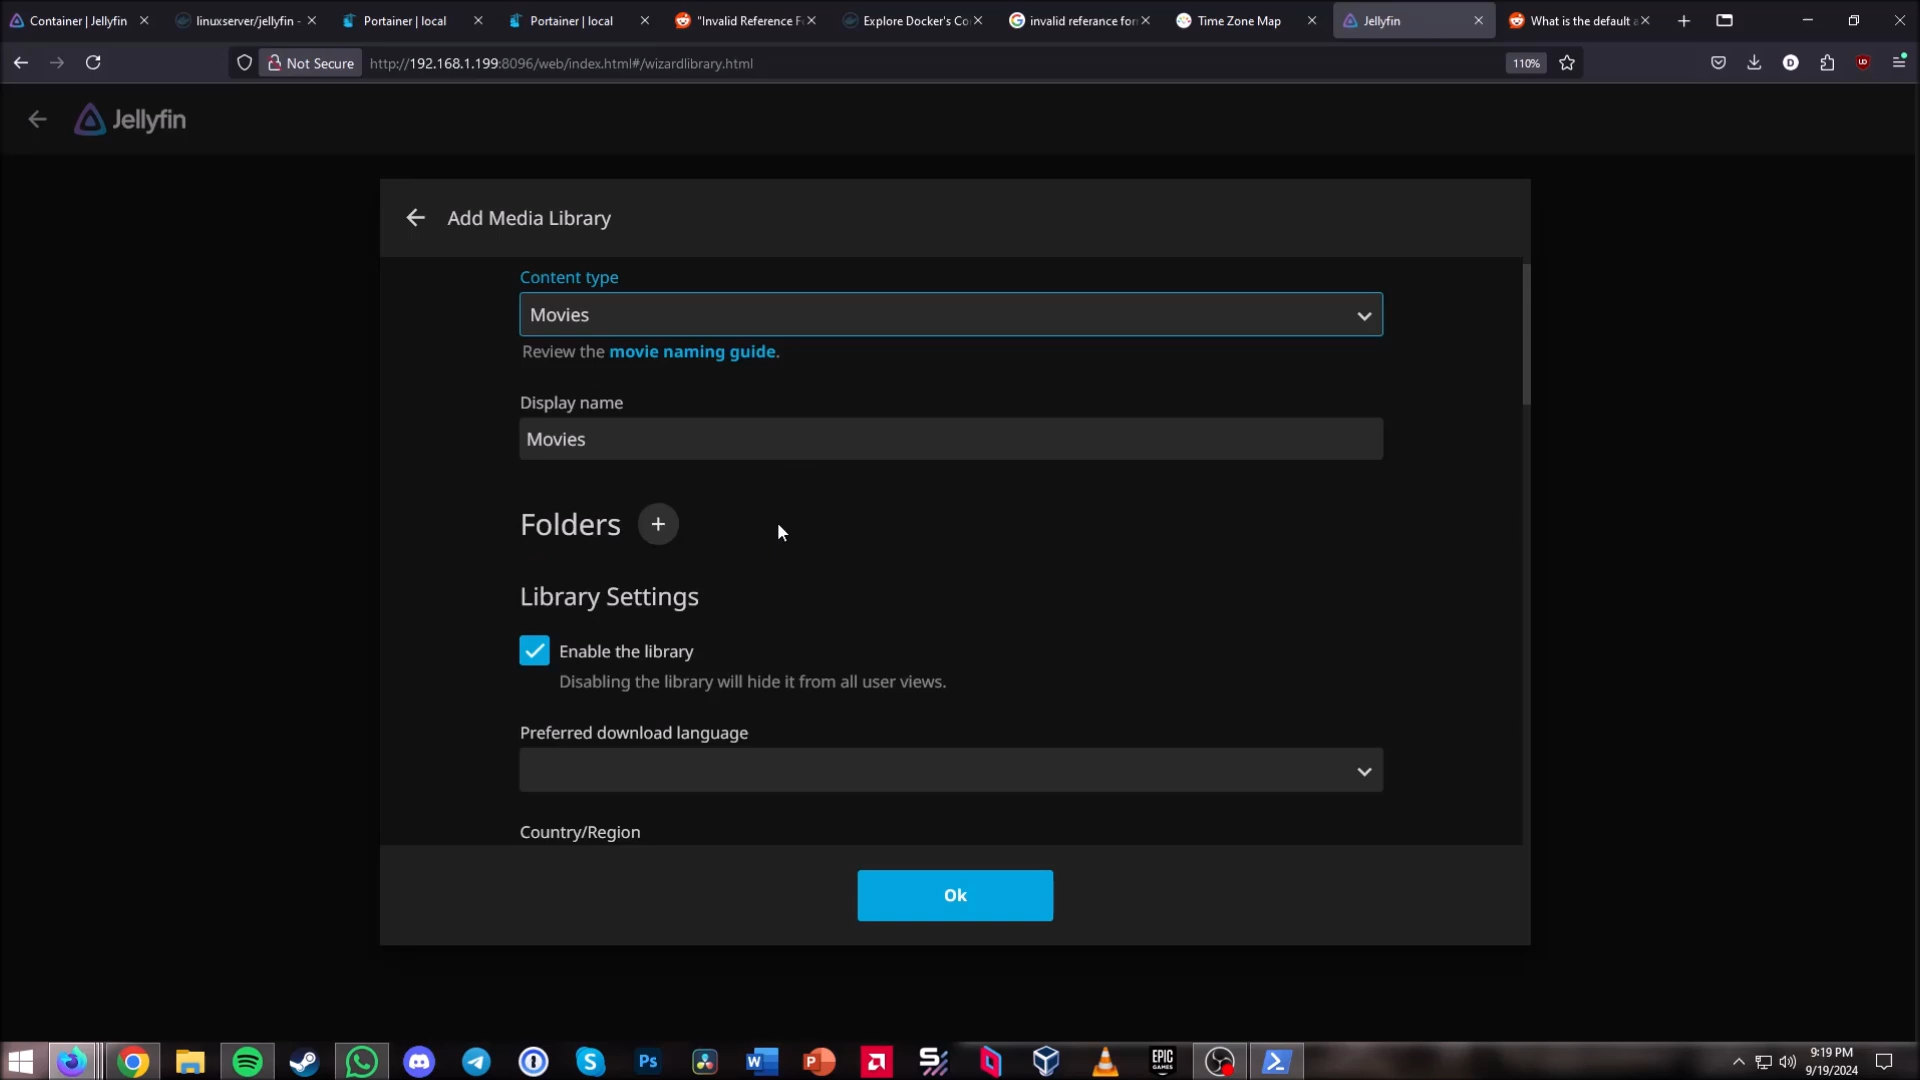 Container | Jellyfin
linuxserver/jellyfin -
Portainer | local
Portainer | local
"Invalid Reference F
Explore Docker's Co
invalid referance for
Time Zone Map
Jellyfin
What is the default
Not Secure
http://192.168.1.199:8096/web/index.html#/wizardlibrary.html
110%
Jellyfin
Add Media Library
Content type
Movies
Review the movie naming guide.
Display name
Movies
Folders +
Library Settings
Enable the library
Disabling the library will hide it from all user views.
Preferred download language
Country/Region
Ok
Ps
W
P
EPIC
GAMES
9:19 PM
9/19/2024